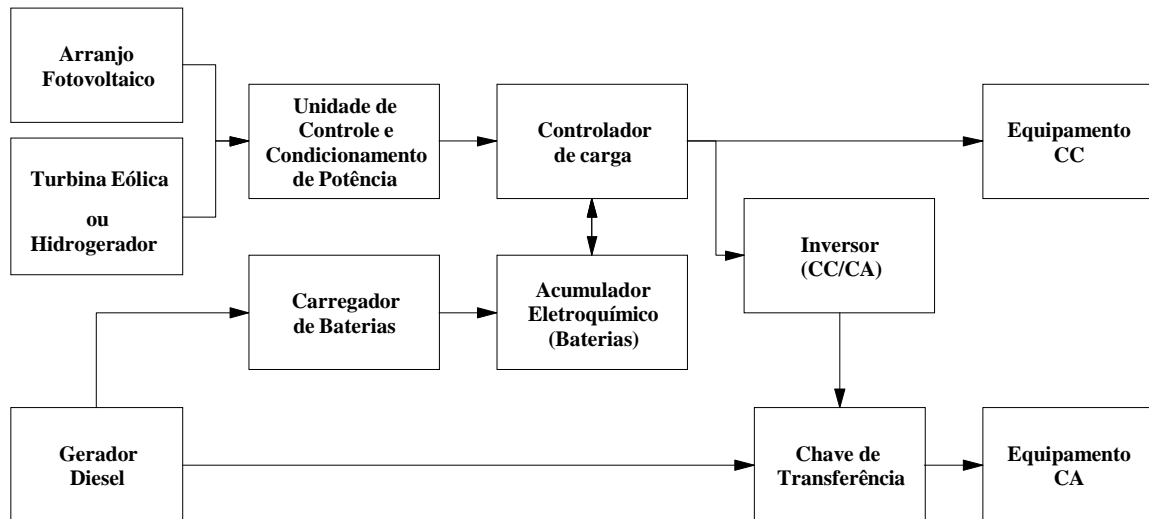 Arranjo
Fotovoltaico
Unidade de
Controle e
Condicionamento
de Potência
Controlador
de carga
Equipamento
CC
Turbina Eólica
ou
Hidrogerador
Inversor
(CC/CA)
Carregador
de Baterias
Acumulador
Eletroquímico
(Baterias)
Gerador
Diesel
Chave de
Transferência
Equipamento
CA